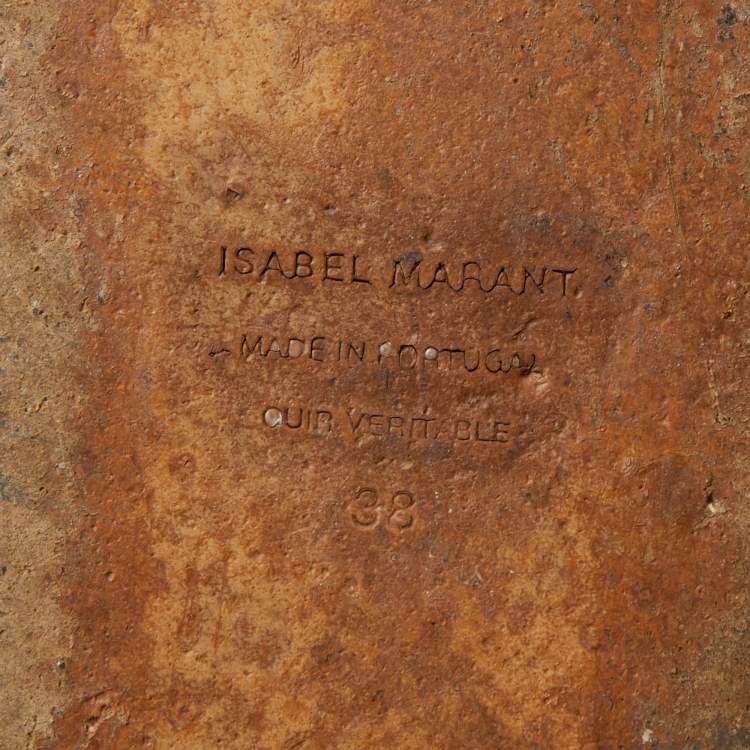 ISABEL MARANT
MADE IN PORTUGAL
CUIR VERITABLE
38